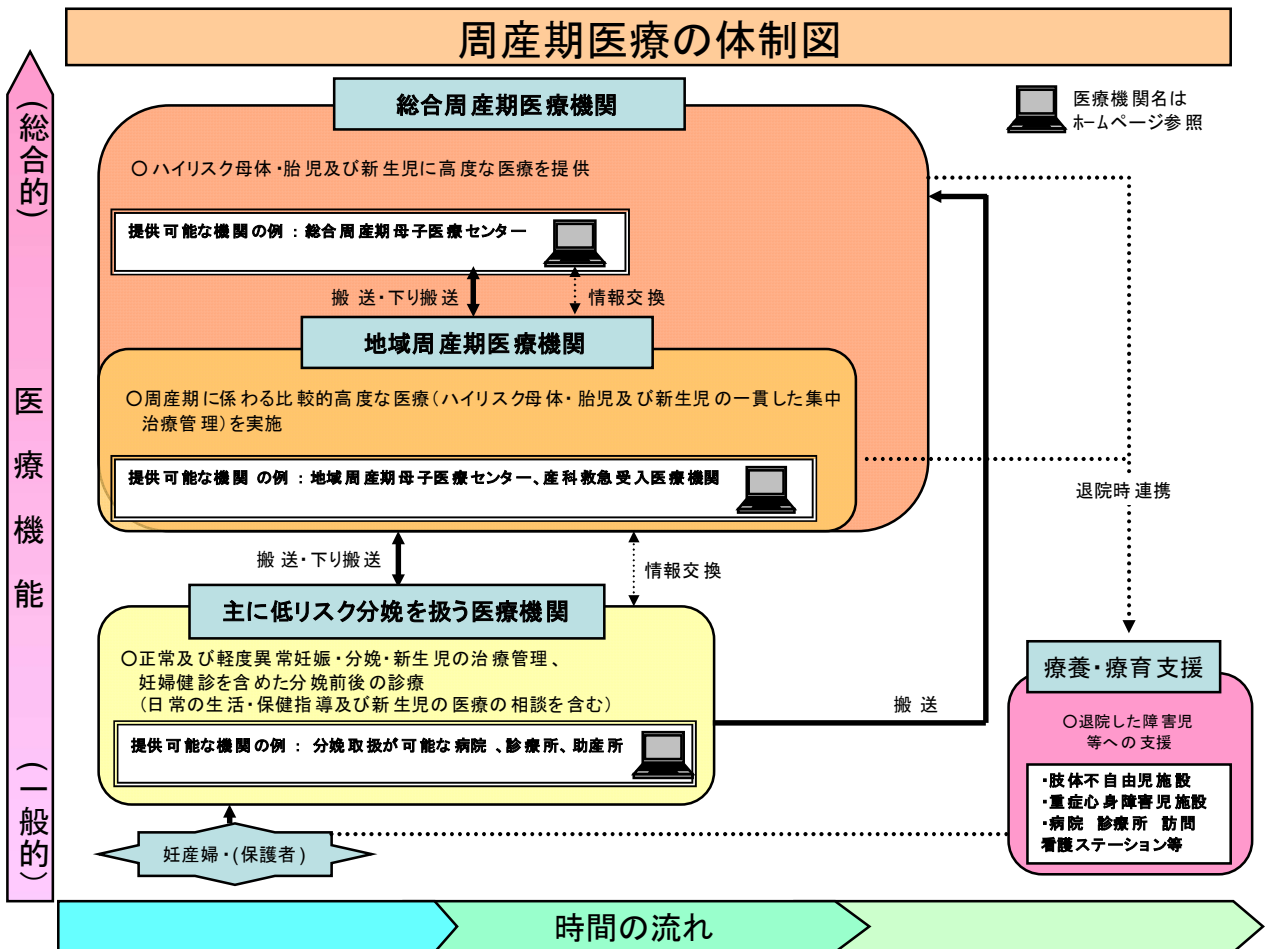 周産期医療の体制図
医療機関名は
ホームページ参照
(総合的)
医療機能
(一般的)
総合周産期医療機関
○ハイリスク母体・胎児及び新生児に高度な医療を提供
提供可能な機関の例：総合周産期母子医療センター
搬送・下り搬送
情報交換
地域周産期医療機関
○周産期に係わる比較的高度な医療(ハイリスク母体・胎児及び新生児の一貫した集中
治療管理)を実施
提供可能な機関の例：地域周産期母子医療センター、産科救急受入医療機関
退院時連携
搬送・下り搬送
情報交換
主に低リスク分娩を扱う医療機関
○正常及び軽度異常妊娠・分娩・新生児の治療管理、
妊婦健診を含めた分娩前後の診療
(日常の生活・保健指導及び新生児の医療の相談を含む)
提供可能な機関の例：分娩取扱が可能な病院、診療所、助産所
搬送
療養・療育支援
○退院した障害児
等への支援
・肢体不自由児施設
・重症心身障害児施設
・病院 診療所 訪問
看護ステーション等
妊産婦・(保護者)
時間の流れ